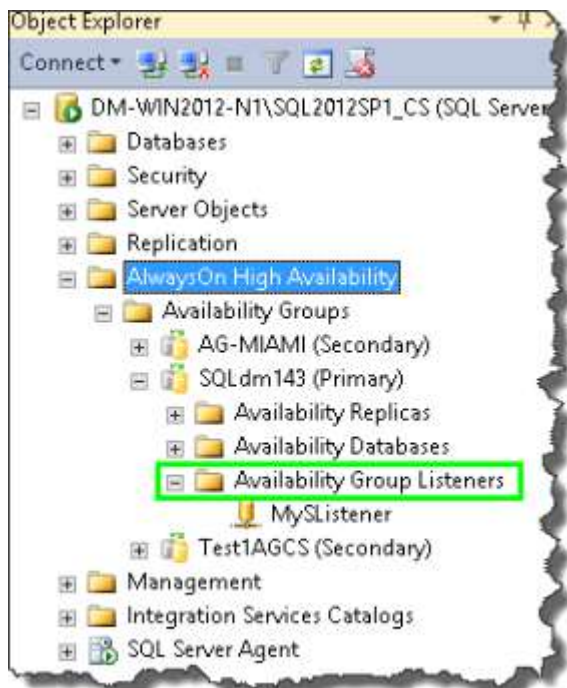 Object Explorer
Connect
DM-WIN2012-N1\SQL2012SP1_CS (SQL Server
Databases
Security
Server Objects
Replication
AlwaysOn High Availability
Availability Groups
AG-MIAMI (Secondary)
SQLdm143 (Primary)
Availability Replicas
Availability Databases
Availability Group Listeners
MySListener
Test1AGCS (Secondary)
Management
Integration Services Catalogs
SQL Server Agent